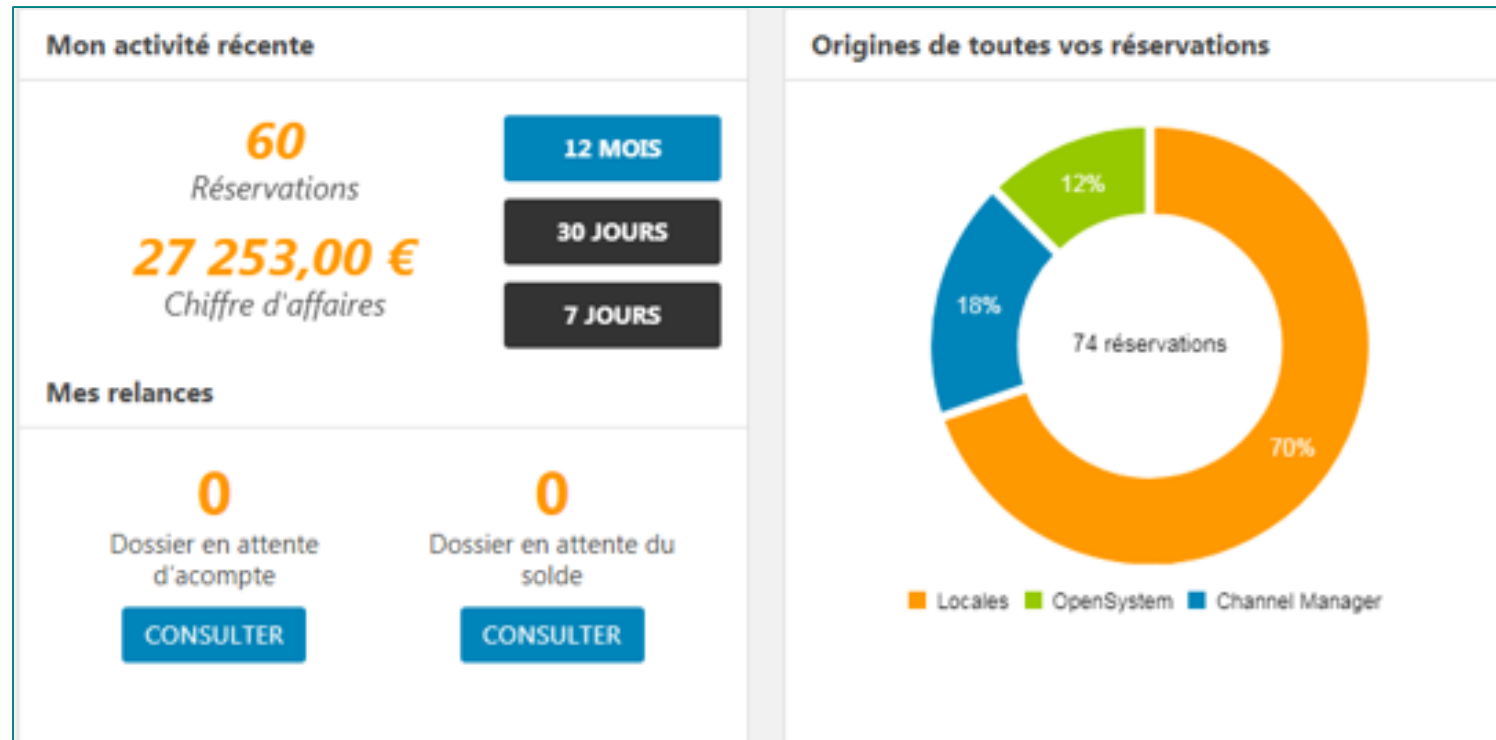 Mon activité récente
60
Réservations
27 253,00 €
Chiffre d'affaires
12 MOIS
30 JOURS
7 JOURS
Mes relances
0
Dossier en attente
d'acompte
CONSULTER
0
Dossier en attente du
solde
CONSULTER
Origines de toutes vos réservations
12%
18%
74 réservations
70%
Locales OpenSystem Channel Manager